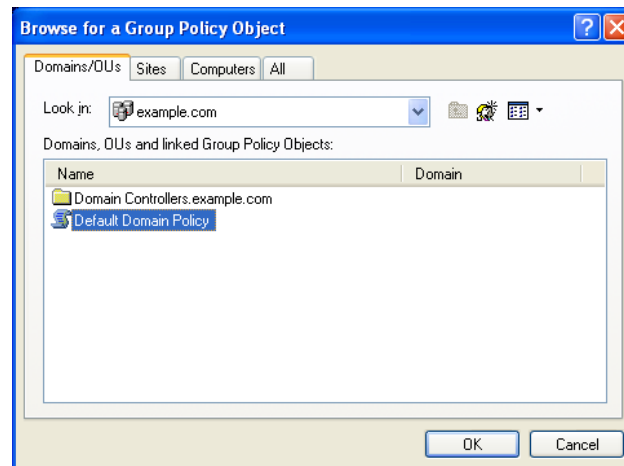 Browse for a Group Policy Object
Domains/OUs Sites Computers All
Look in: example.com
Domains, OUs and linked Group Policy Objects:
Name Domain
Domain Controllers.example.com
Default Domain Policy
OK Cancel